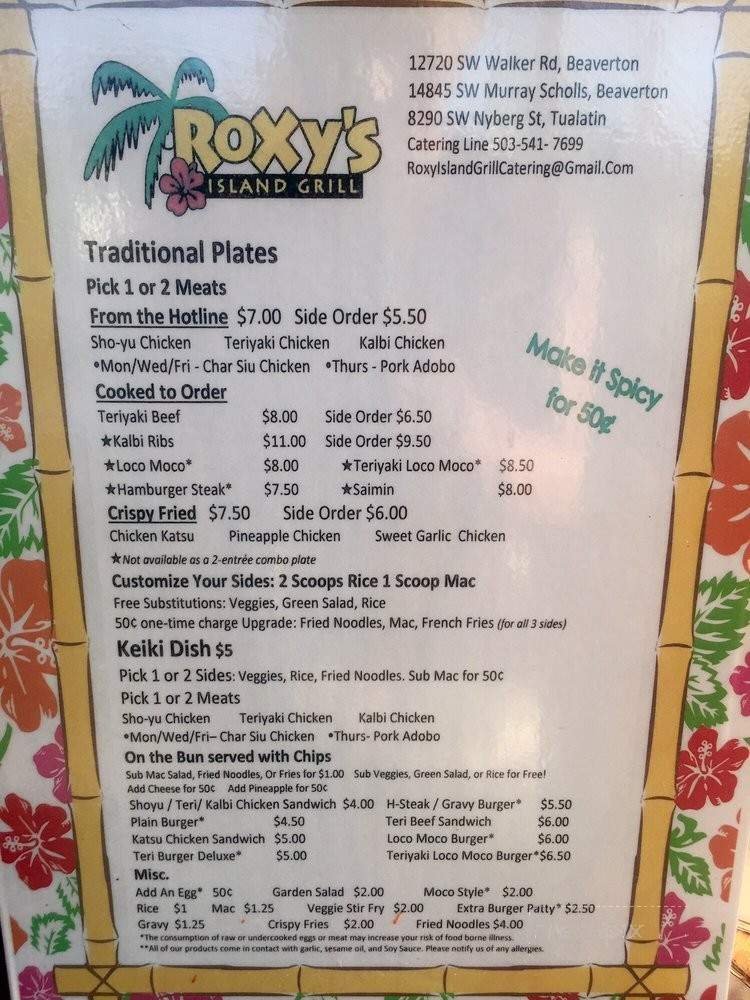 RoXy's
ISLAND GRILL
12720 SW Walker Rd, Beaverton
14845 SW Murray Scholls, Beaverton
8290 SW Nyberg St, Tualatin
Catering Line 503-541- 7699
RoxyIslandGrillCatering@Gmail.Com
Traditional Plates
Pick 1 or 2 Meats
From the Hotline $7.00 Side Order $5.50
Sho-yu Chicken Teriyaki Chicken Kalbi Chicken
•Mon/Wed/Fri - Char Siu Chicken •Thurs - Pork Adobo
Make it Spicy
for 50¢
Cooked to Order
Teriyaki Beef $8.00 Side Order $6.50
★Kalbi Ribs $11.00 Side Order $9.50
★Loco Moco* $8.00 ★Teriyaki Loco Moco* $8.50
★Hamburger Steak* $7.50 ★Saimin $8.00
Crispy Fried $7.50 Side Order $6.00
Chicken Katsu Pineapple Chicken Sweet Garlic Chicken
★Not available as a 2-entrée combo plate
Customize Your Sides: 2 Scoops Rice 1 Scoop Mac
Free Substitutions: Veggies, Green Salad, Rice
50¢ one-time charge Upgrade: Fried Noodles, Mac, French Fries (for all 3 sides)
Keiki Dish $5
Pick 1 or 2 Sides: Veggies, Rice, Fried Noodles. Sub Mac for 50¢
Pick 1 or 2 Meats
Sho-yu Chicken Teriyaki Chicken Kalbi Chicken
•Mon/Wed/Fri– Char Siu Chicken •Thurs- Pork Adobo
On the Bun served with Chips
Sub Mac Salad, Fried Noodles, Or Fries for $1.00 Sub Veggies, Green Salad, or Rice for Free!
Add Cheese for 50¢ Add Pineapple for 50¢
Shoyu / Teri/ Kalbi Chicken Sandwich $4.00 H-Steak / Gravy Burger* $5.50
Plain Burger* $4.50 Teri Beef Sandwich $6.00
Katsu Chicken Sandwich $5.00 Loco Moco Burger* $6.00
Teri Burger Deluxe* $5.00 Teriyaki Loco Moco Burger*$6.50
Misc.
Add An Egg* 50¢ Garden Salad $2.00 Moco Style* $2.00
Rice $1 Mac $1.25 Veggie Stir Fry $2.00 Extra Burger Patty* $2.50
Gravy $1.25 Crispy Fries $2.00 Fried Noodles $4.00
*The consumption of raw or undercooked eggs or meat may increase your risk of food borne illness.
**All of our products come in contact with garlic, sesame oil, and Soy Sauce. Please notify us of any allergies.